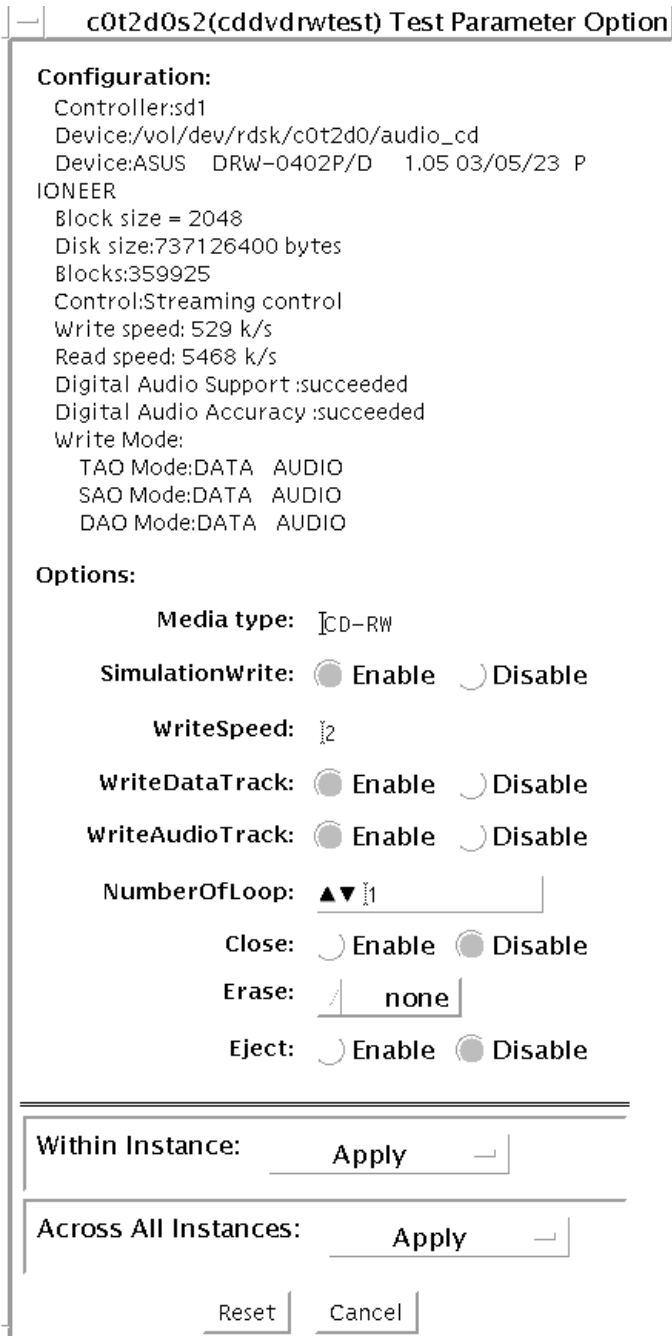 c0t2d0s2(cddvdrwtest) Test Parameter Option
Configuration:
Controller:sd1
Device:/vol/dev/rdsk/c0t2d0/audio_cd
Device:ASUS DRW-0402P/D 1.05 03/05/23 P
IONEER
Block size = 2048
Disk size:737126400 bytes
Blocks:359925
Control:Streaming control
Write speed: 529 k/s
Read speed: 5468 k/s
Digital Audio Support :succeeded
Digital Audio Accuracy :succeeded
Write Mode:
TAO Mode:DATA AUDIO
SAO Mode:DATA AUDIO
DAO Mode:DATA AUDIO
Options:
Media type: CD-RW
SimulationWrite: Enable Disable
WriteSpeed: 2
WriteDataTrack: Enable Disable
WriteAudioTrack: Enable Disable
NumberOfLoop: 1
Close: Enable Disable
Erase: none
Eject: Enable Disable
Within Instance: Apply
Across All Instances: Apply
Reset Cancel